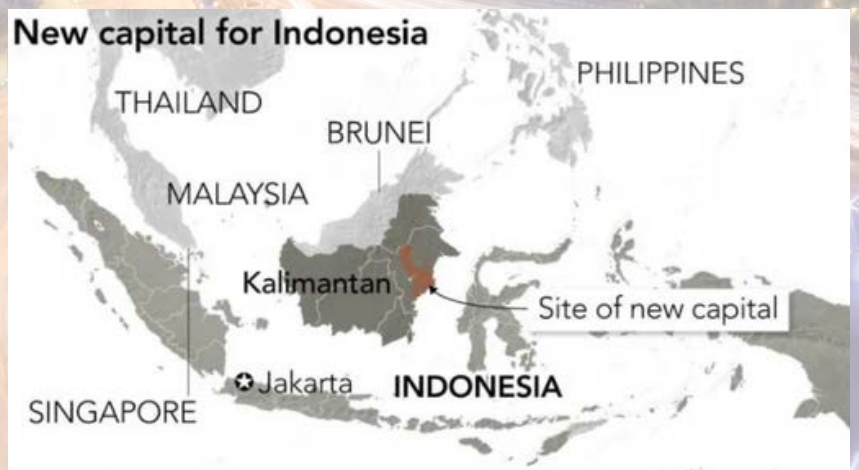 New capital for Indonesia
PHILIPPINES
THAILAND
BRUNEI
MALAYSIA
Kalimantan
Site of new capital
Jakarta
INDONESIA
SINGAPORE